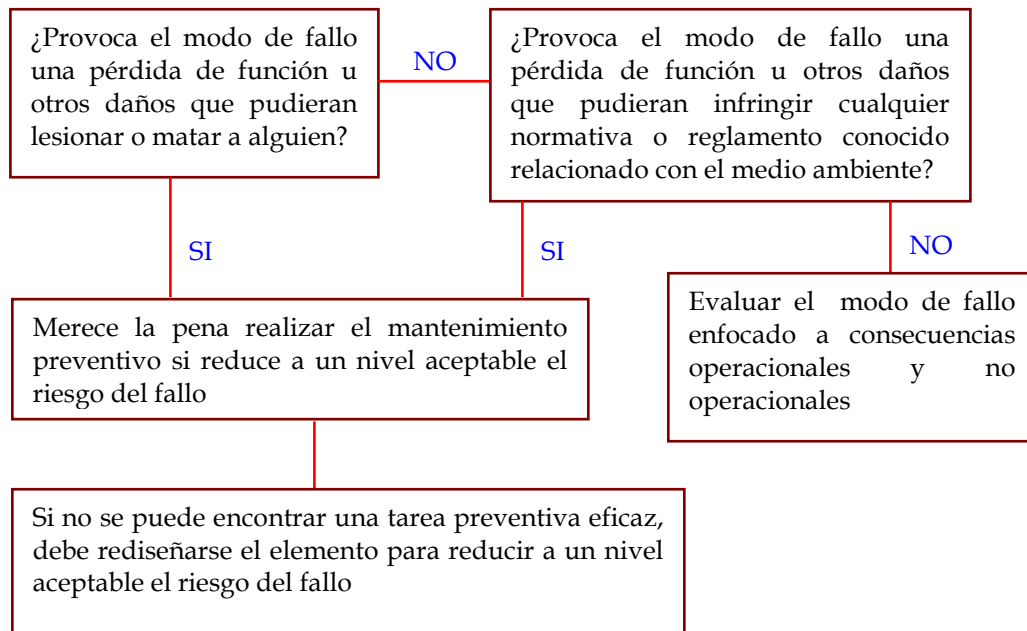 ¿Provoca el modo de fallo
una pérdida de función u
otros daños que pudieran
lesionar o matar a alguien?
NO
¿Provoca el modo de fallo una
pérdida de función u otros daños
que pudieran infringir cualquier
normativa o reglamento conocido
relacionado con el medio ambiente?
SI
SI
NO
Merece la pena realizar el mantenimiento
preventivo si reduce a un nivel aceptable el
riesgo del fallo
Evaluar el modo de fallo
enfocado a consecuencias
operacionales y no
operacionales
Si no se puede encontrar una tarea preventiva eficaz,
debe rediseñarse el elemento para reducir a un nivel
aceptable el riesgo del fallo